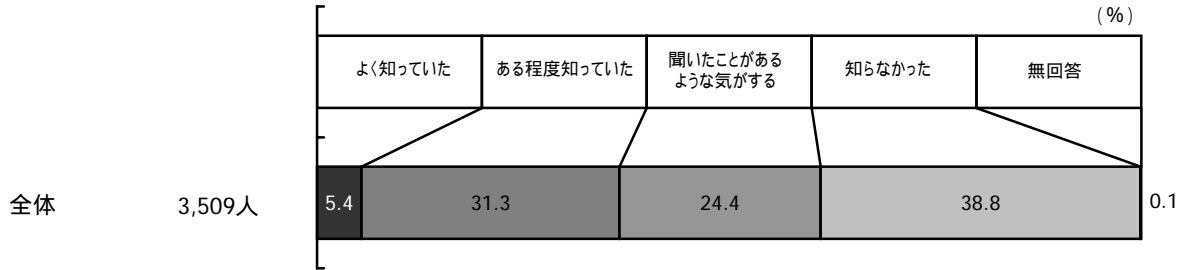 (%)
よく知っていた
ある程度知っていた
聞いたことがある
ような気がする
知らなかった
無回答
全体 3,509人 5.4 31.3 24.4 38.8 0.1